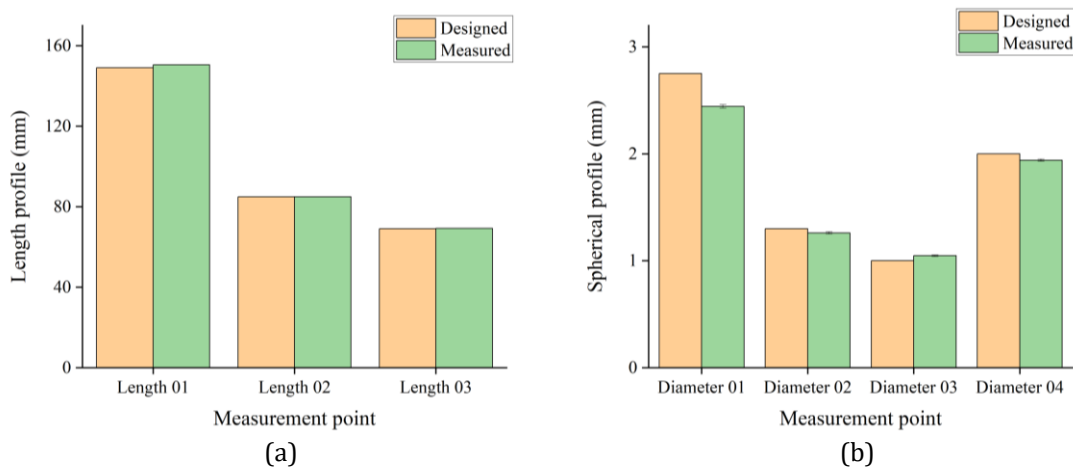 Designed
Measured
160
120
80
40
0
Length profile (mm)
Length 01 Length 02 Length 03
Measurement point
(a)
Designed
Measured
3
2
1
0
Spherical profile (mm)
Diameter 01 Diameter 02 Diameter 03 Diameter 04
Measurement point
(b)